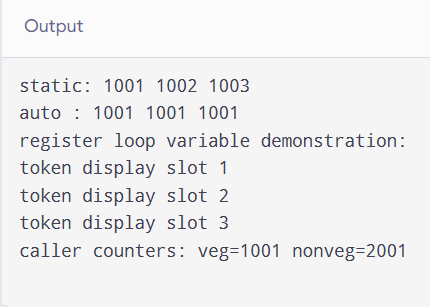 Output
static: 1001 1002 1003
auto : 1001 1001 1001
register loop variable demonstration:
token display slot 1
token display slot 2
token display slot 3
caller counters: veg=1001 nonveg=2001